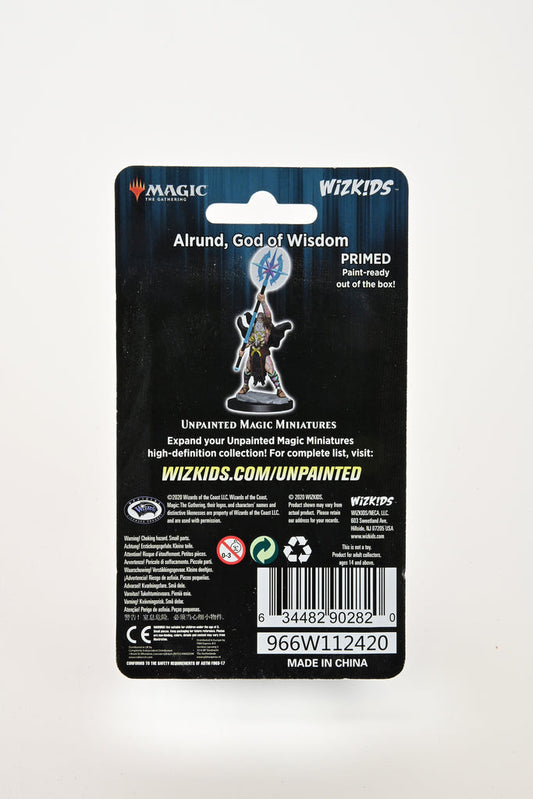 MAGIC
THE GATHERING
WIZKIDS™
Alrund, God of Wisdom
PRIMED
Paint-ready
out of the box!
UNPAINTED MAGIC MINIATURES
Expand your Unpainted Magic Miniatures
high-definition collection! For complete list, visit:
WIZKIDS.COM/UNPAINTED
©2020 Wizards of the Coast LLC. Wizards of the Coast,
Magic: The Gathering, their logos, and characters' names and
distinctive likenesses are property of Wizards of the Coast LLC
and are used with permission.
© 2020 WIZKIDS.
Product shown may vary from
actual product. Please retain
our address for your records.
WIZKIDS
WIZKIDS/NECA, LLC.
603 Sweetland Ave.
Hillside, NJ 07205 USA
www.wizkids.com
This is not a toy.
Product for adult collectors,
ages 14 and above.
Warning! Choking hazard. Small parts.
Achtung! Erstickungsgefahr. Kleine teile.
Attention! Risque d'étouffement. Petites pièces.
Avvertenza! Pericolo di soffocamento. Piccole parti.
Waarschuwing! Verstikkingsgevaar. Kleine deeltjes.
¡Advertencia! Riesgo de asfixia. Piezas pequeñas.
Advarsel! Kvælningsfare. Små dele.
Varoitus! Tukehtumisvaara. Pieniä osia.
Varning! Kvävningsrisk. Små delar.
Atenção! Perigo de asfixia. Peças pequenas.
0-3
CE
6 34482 90282 0
966W112420
MADE IN CHINA
CONFORMS TO THE SAFETY REQUIREMENTS OF ASTM F963-17